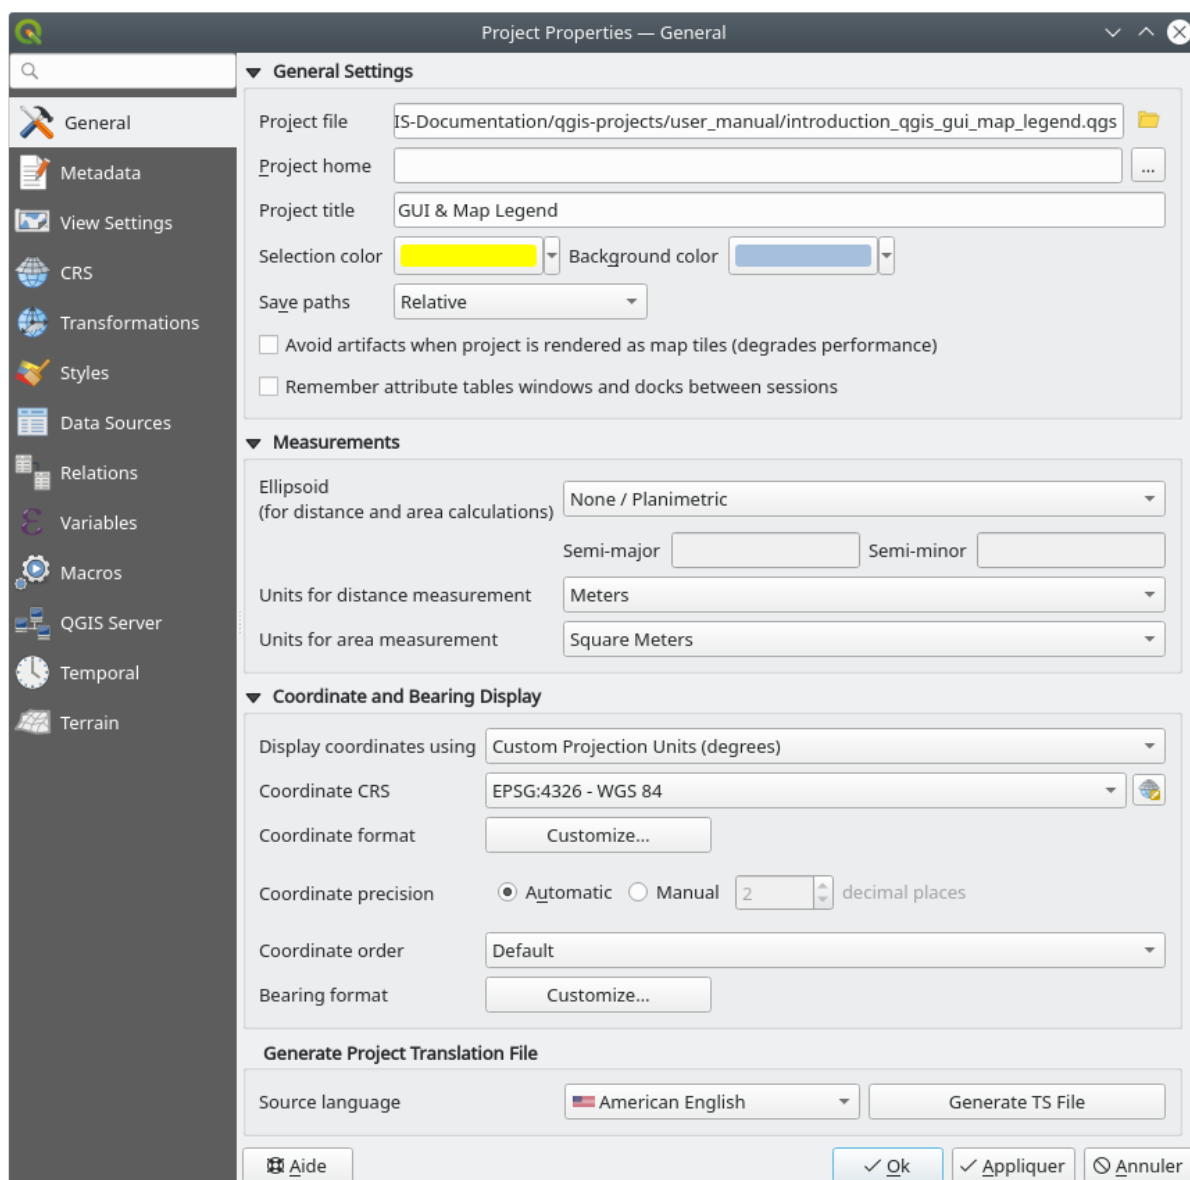 Project Properties — General
General
Metadata
View Settings
CRS
Transformations
Styles
Data Sources
Relations
Variables
Macros
QGIS Server
Temporal
Terrain
General Settings
Project file IS-Documentation/qgis-projects/user_manual/introduction_qgis_gui_map_legend.qgs
Project home ...
Project title GUI & Map Legend
Selection color Background color
Save paths Relative
Avoid artifacts when project is rendered as map tiles (degrades performance)
Remember attribute tables windows and docks between sessions
Measurements
Ellipsoid
(for distance and area calculations) None / Planimetric
Semi-major Semi-minor
Units for distance measurement Meters
Units for area measurement Square Meters
Coordinate and Bearing Display
Display coordinates using Custom Projection Units (degrees)
Coordinate CRS EPSG:4326 - WGS 84
Coordinate format Customize...
Coordinate precision Automatic Manual 2 decimal places
Coordinate order Default
Bearing format Customize...
Generate Project Translation File
Source language American English Generate TS File
Aide Ok Appliquer Annuler